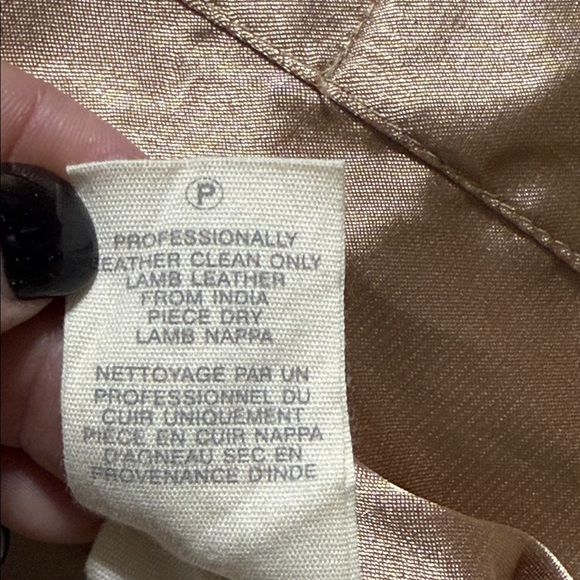 P
PROFESSIONALLY
LEATHER CLEAN ONLY
LAMB LEATHER
FROM INDIA
PIECE DRY
LAMB NAPPA
NETTOYAGE PAR UN
PROFESSIONNEL DU
CUIR UNIQUEMENT
PIÈCE EN CUIR NAPPA
D'AGNEAU SEC EN
PROVENANCE D'INDE